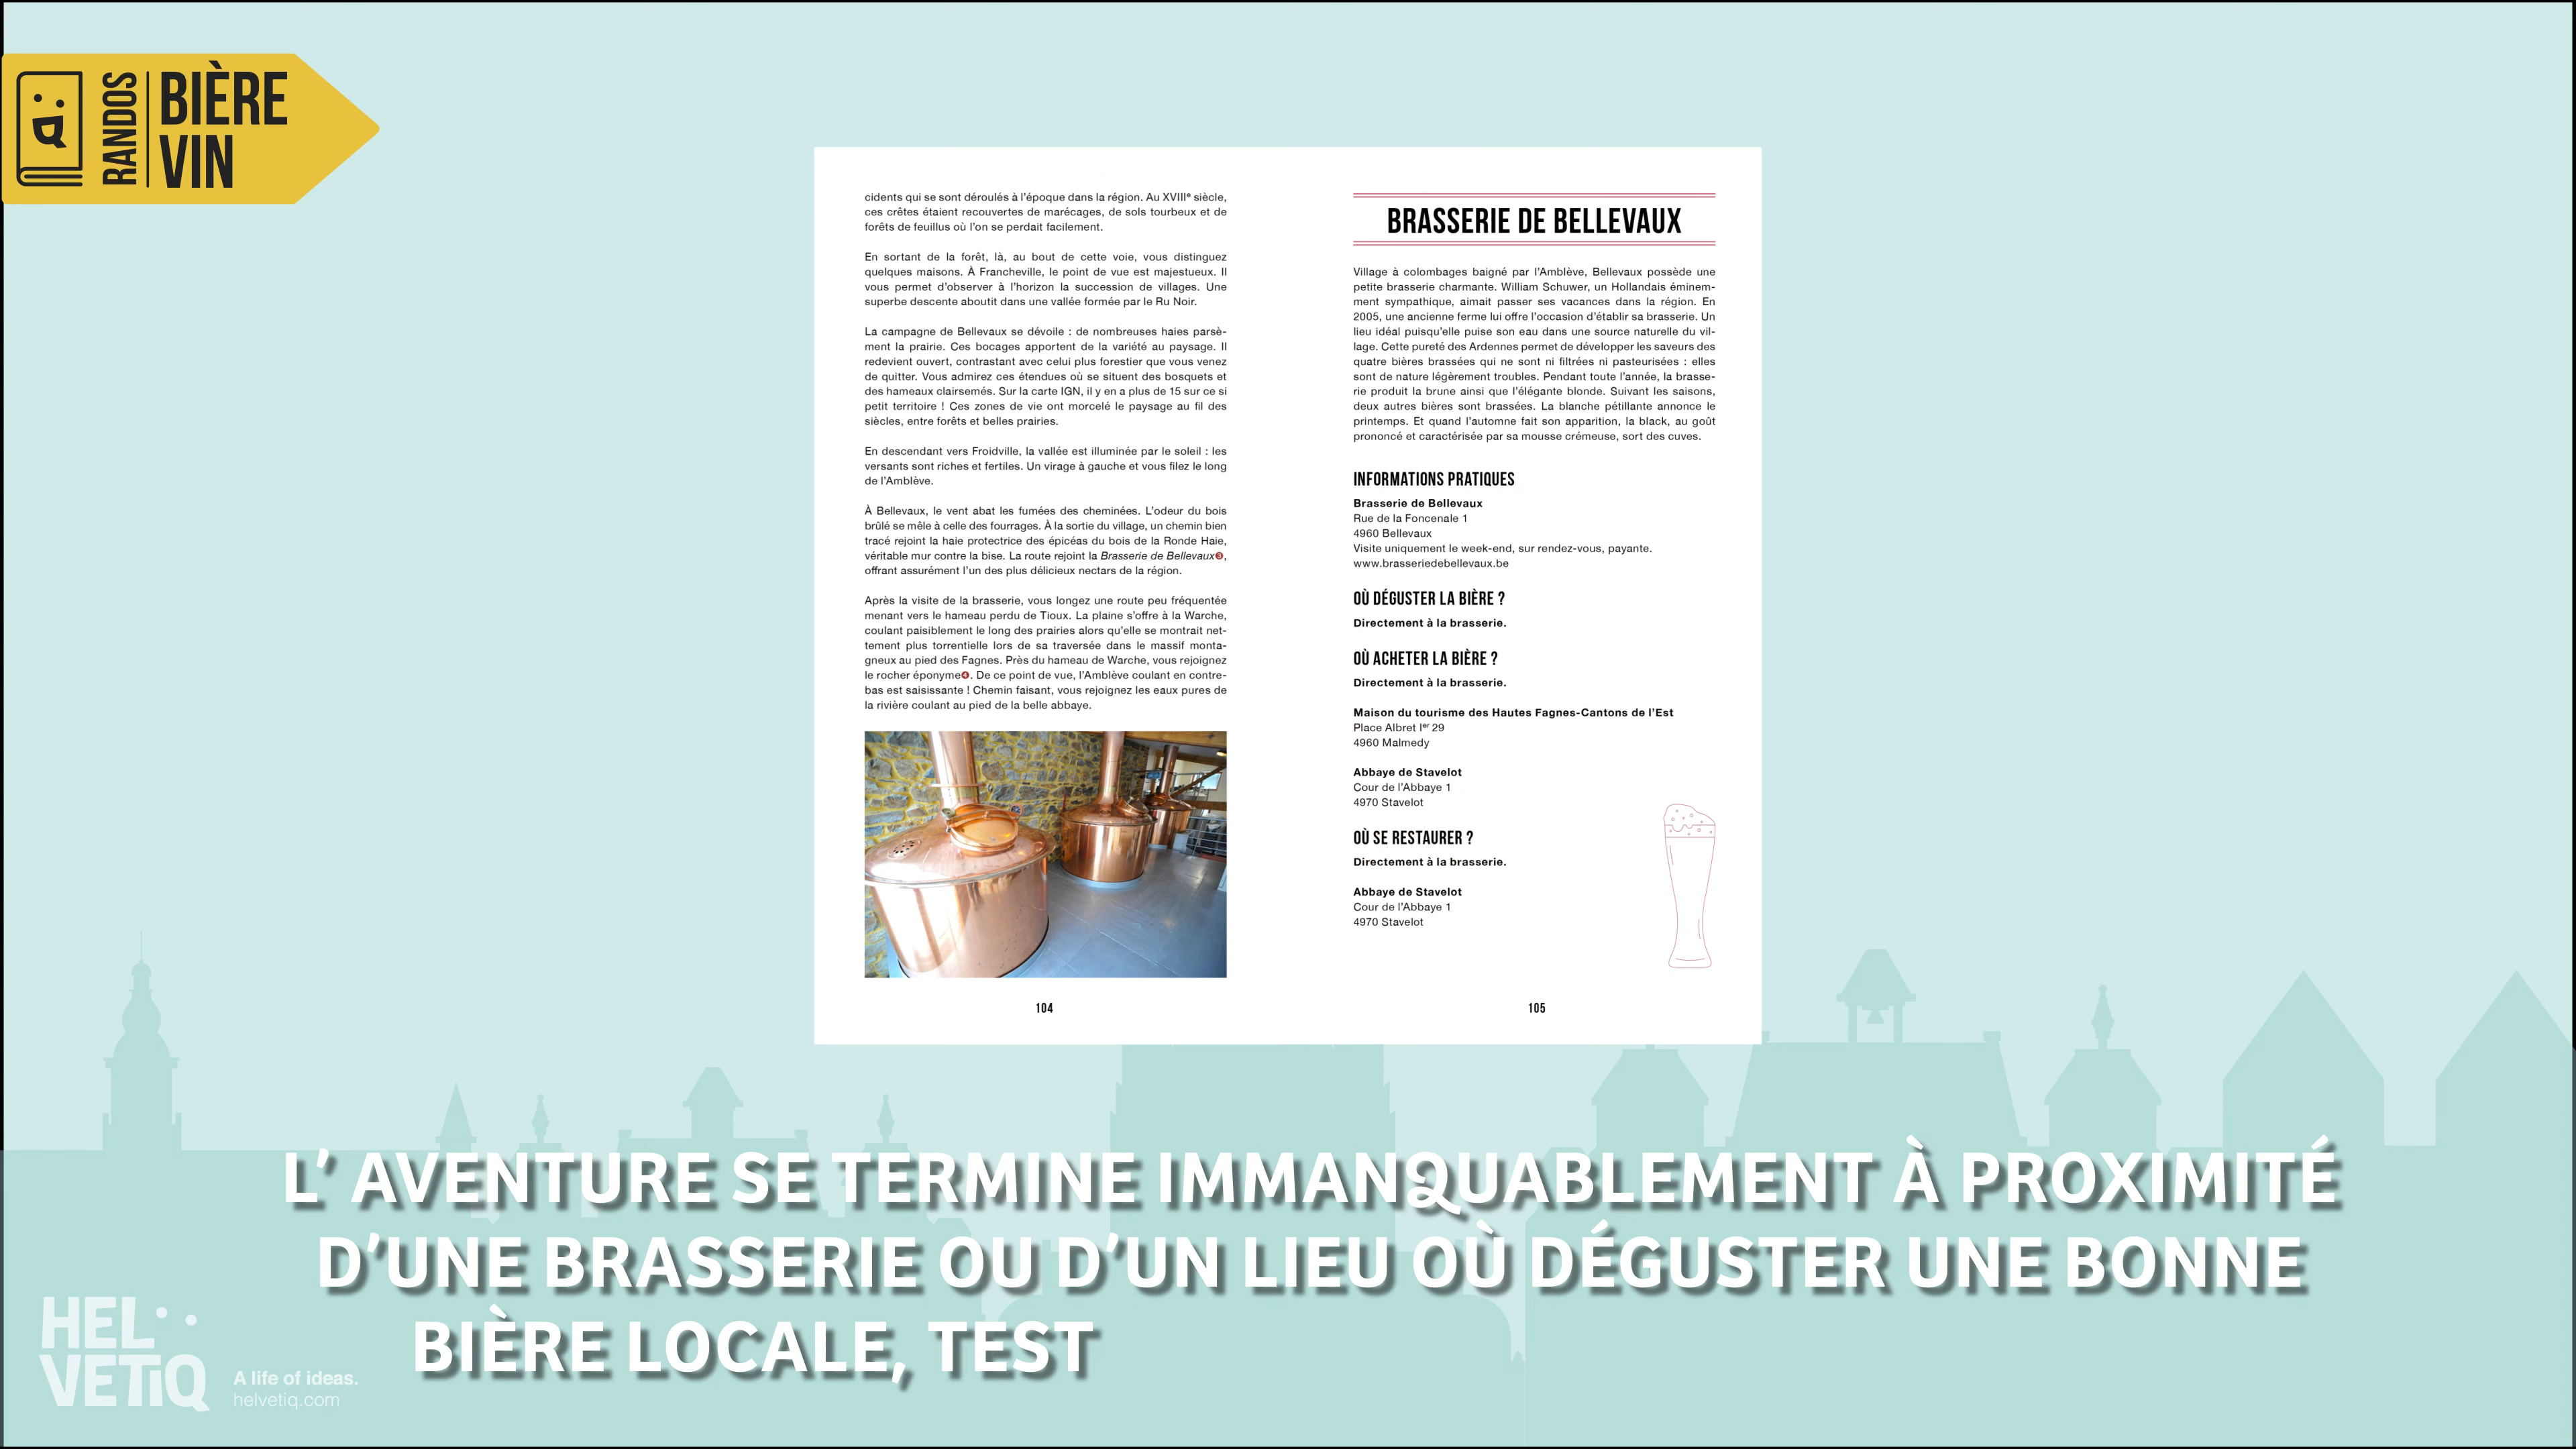 RANDOS
BIÈRE
VIN
cidents qui se sont déroulés à l'époque dans la région. Au XVIIIe siècle,
ces crêtes étaient recouvertes de marécages, de sols tourbeux et de
forêts de feuillus où l'on se perdait facilement.
En sortant de la forêt, là, au bout de cette voie, vous distinguez
quelques maisons. À Francheville, le point de vue est majestueux. Il
vous permet d'observer à l'horizon la succession de villages. Une
superbe descente aboutit dans une vallée formée par le Ru Noir.
La campagne de Bellevaux se dévoile : de nombreuses haies parsè-
ment la prairie. Ces bocages apportent de la variété au paysage. Il
redevient ouvert, contrastant avec celui plus forestier que vous venez
de quitter. Vous admirez ces étendues où se situent des bosquets et
des hameaux clairsemés. Sur la carte IGN, il y en a plus de 15 sur ce si
petit territoire ! Ces zones de vie ont morcelé le paysage au fil des
siècles, entre forêts et belles prairies.
En descendant vers Froidville, la vallée est illuminée par le soleil : les
versants sont riches et fertiles. Un virage à gauche et vous filez le long
de l'Amblève.
À Bellevaux, le vent abat les fumées des cheminées. L'odeur du bois
brûlé se mêle à celle des fourrages. À la sortie du village, un chemin bien
tracé rejoint la haie protectrice des épicéas du bois de la Ronde Haie,
véritable mur contre la bise. La route rejoint la Brasserie de Bellevaux❸,
offrant assurément l'un des plus délicieux nectars de la région.
Après la visite de la brasserie, vous longez une route peu fréquentée
menant vers le hameau perdu de Tioux. La plaine s'offre à la Warche,
coulant paisiblement le long des prairies alors qu'elle se montrait net-
tement plus torrentielle lors de sa traversée dans le massif monta-
gneux au pied des Fagnes. Près du hameau de Warche, vous rejoignez
le rocher éponyme❹. De ce point de vue, l'Amblève coulant en contre-
bas est saisissante ! Chemin faisant, vous rejoignez les eaux pures de
la rivière coulant au pied de la belle abbaye.
104
BRASSERIE DE BELLEVAUX
Village à colombages baigné par l'Amblève, Bellevaux possède une
petite brasserie charmante. William Schuwer, un Hollandais éminem-
ment sympathique, aimait passer ses vacances dans la région. En
2005, une ancienne ferme lui offre l'occasion d'établir sa brasserie. Un
lieu idéal puisqu'elle puise son eau dans une source naturelle du vil-
lage. Cette pureté des Ardennes permet de développer les saveurs des
quatre bières brassées qui ne sont ni filtrées ni pasteurisées : elles
sont de nature légèrement troubles. Pendant toute l'année, la brasse-
rie produit la brune ainsi que l'élégante blonde. Suivant les saisons,
deux autres bières sont brassées. La blanche pétillante annonce le
printemps. Et quand l'automne fait son apparition, la black, au goût
prononcé et caractérisée par sa mousse crémeuse, sort des cuves.
INFORMATIONS PRATIQUES
Brasserie de Bellevaux
Rue de la Foncenale 1
4960 Bellevaux
Visite uniquement le week-end, sur rendez-vous, payante.
www.brasseriedebellevaux.be
OÙ DÉGUSTER LA BIÈRE ?
Directement à la brasserie.
OÙ ACHETER LA BIÈRE ?
Directement à la brasserie.
Maison du tourisme des Hautes Fagnes-Cantons de l'Est
Place Albret Ier 29
4960 Malmedy
Abbaye de Stavelot
Cour de l'Abbaye 1
4970 Stavelot
OÙ SE RESTAURER ?
Directement à la brasserie.
Abbaye de Stavelot
Cour de l'Abbaye 1
4970 Stavelot
105
L' AVENTURE SE TERMINE IMMANQUABLEMENT À PROXIMITÉ
D'UNE BRASSERIE OU D'UN LIEU OÙ DÉGUSTER UNE BONNE
BIÈRE LOCALE, TEST
HEL
VETiQ
A life of ideas.
helvetiq.com